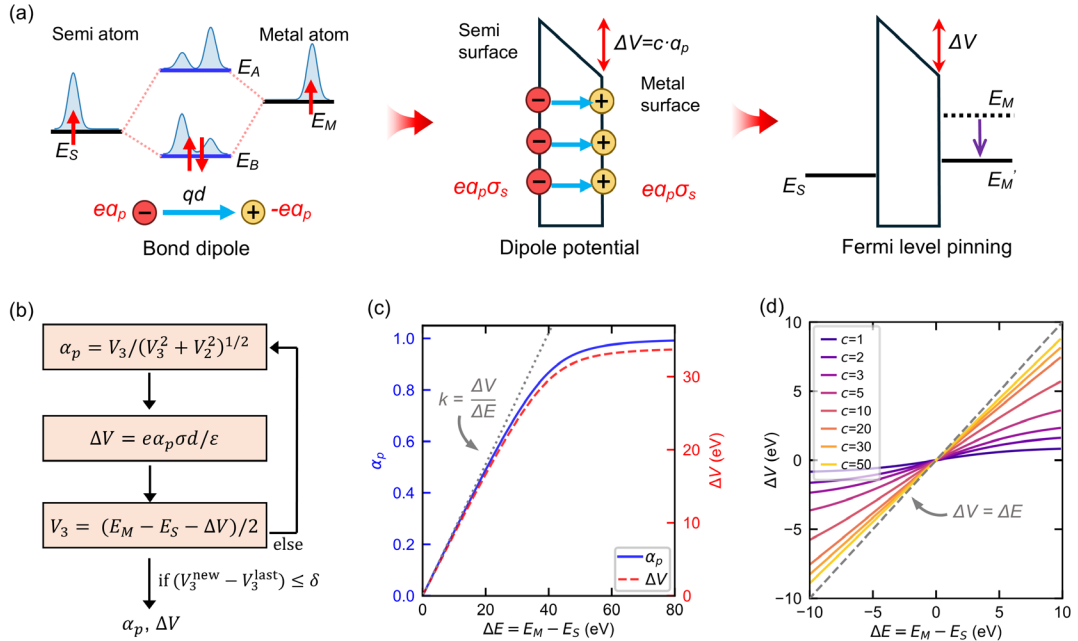 (a)
Semi atom
Metal atom
E_A
E_S
E_M
E_B
qd
eα_p − + -eα_p
Bond dipole
Semi surface
ΔV=c·α_p
Metal surface
− +
− +
− +
eα_pσ_s
eα_pσ_s
Dipole potential
ΔV
E_M
E_S
E_M'
Fermi level pinning
(b)
α_p = V_3/(V_3^2 + V_2^2)^{1/2}
ΔV = eα_pσd/ε
V_3 = (E_M − E_S − ΔV)/2
else
if (V_3^{new} − V_3^{last}) ≤ δ
α_p, ΔV
(c)
1.0
0.8
0.6
0.4
0.2
0.0
α_p
k = ΔV/ΔE
30
20
10
0
ΔV (eV)
α_p
ΔV
0 20 40 60 80
ΔE = E_M − E_S (eV)
(d)
10
5
0
−5
−10
ΔV (eV)
c=1
c=2
c=3
c=5
c=10
c=20
c=30
c=50
ΔV = ΔE
−10 −5 0 5 10
ΔE = E_M − E_S (eV)